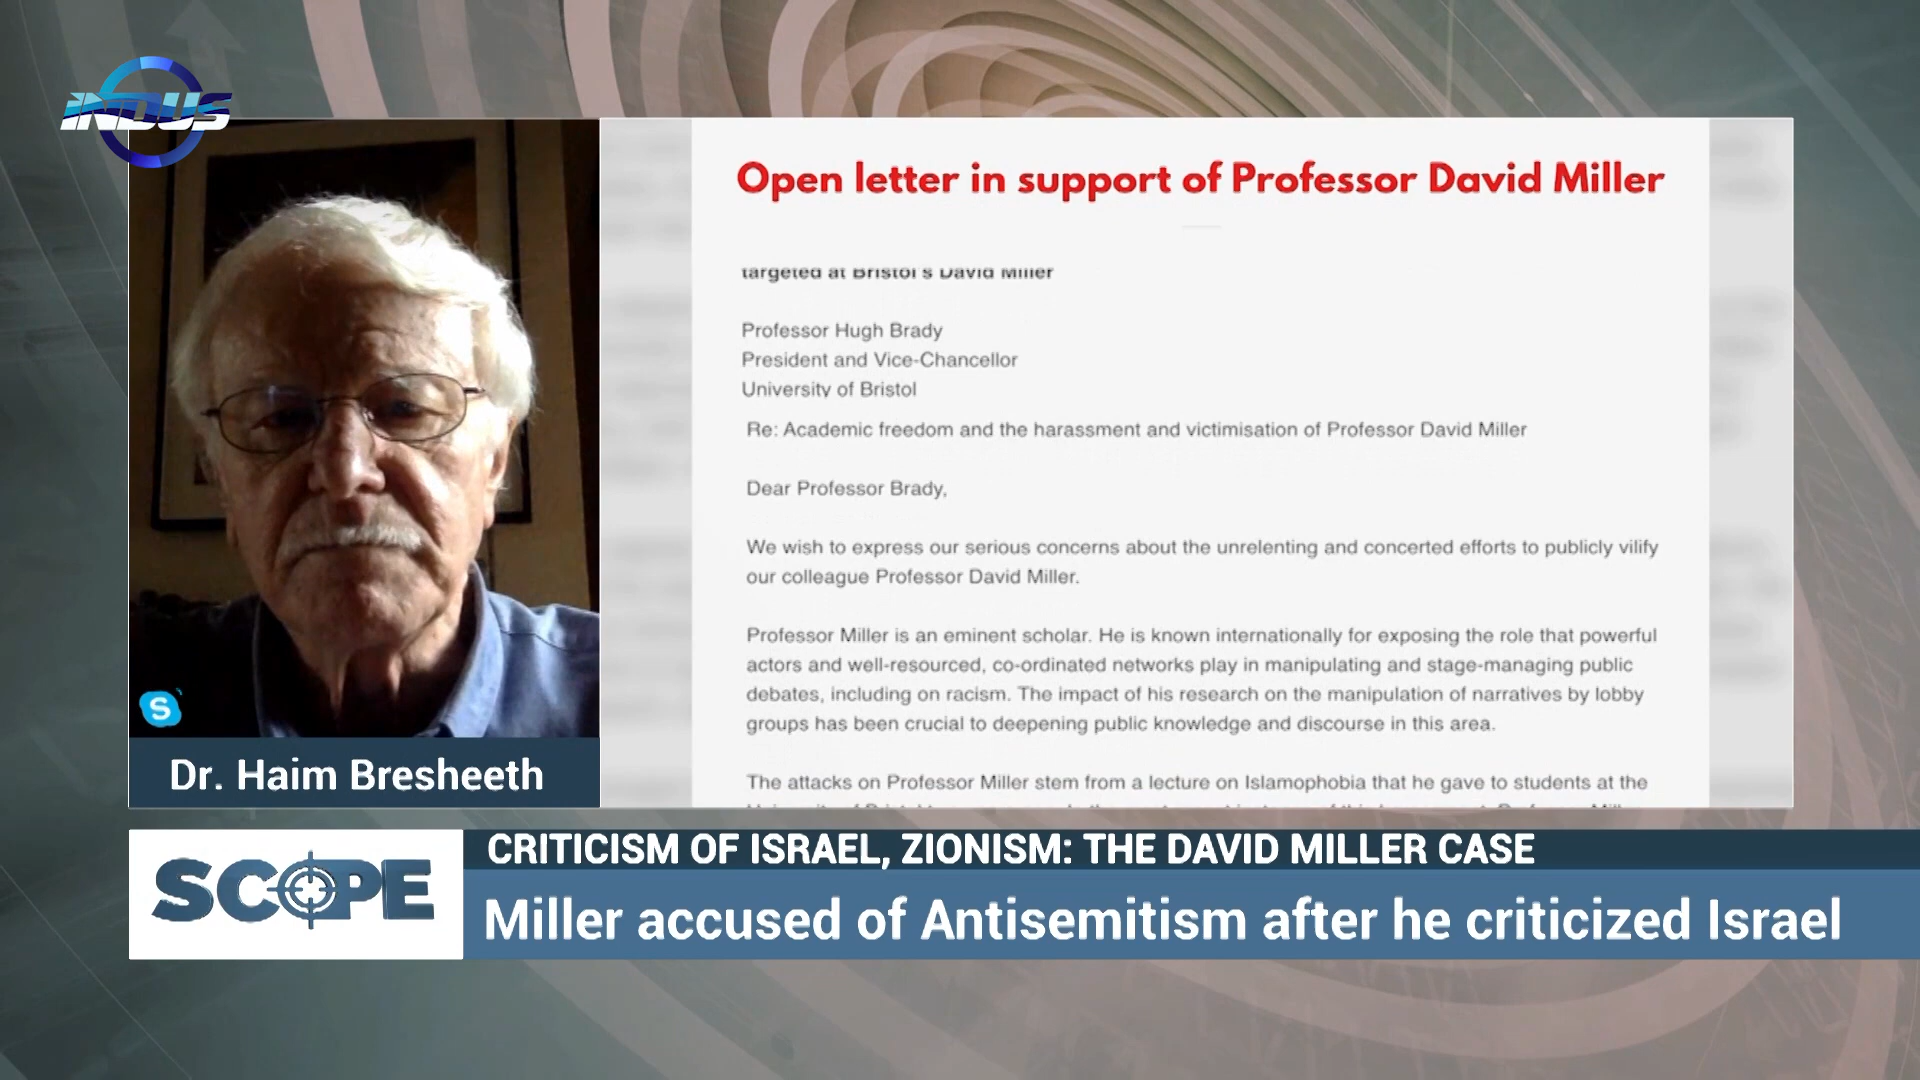 INDUS
Open letter in support of Professor David Miller
targeted at Bristol's David Miller
Professor Hugh Brady
President and Vice-Chancellor
University of Bristol
Re: Academic freedom and the harassment and victimisation of Professor David Miller
Dear Professor Brady,
We wish to express our serious concerns about the unrelenting and concerted efforts to publicly vilify
our colleague Professor David Miller.
Professor Miller is an eminent scholar. He is known internationally for exposing the role that powerful
actors and well-resourced, co-ordinated networks play in manipulating and stage-managing public
debates, including on racism. The impact of his research on the manipulation of narratives by lobby
groups has been crucial to deepening public knowledge and discourse in this area.
The attacks on Professor Miller stem from a lecture on Islamophobia that he gave to students at the
S
Dr. Haim Bresheeth
SCOPE
CRITICISM OF ISRAEL, ZIONISM: THE DAVID MILLER CASE
Miller accused of Antisemitism after he criticized Israel